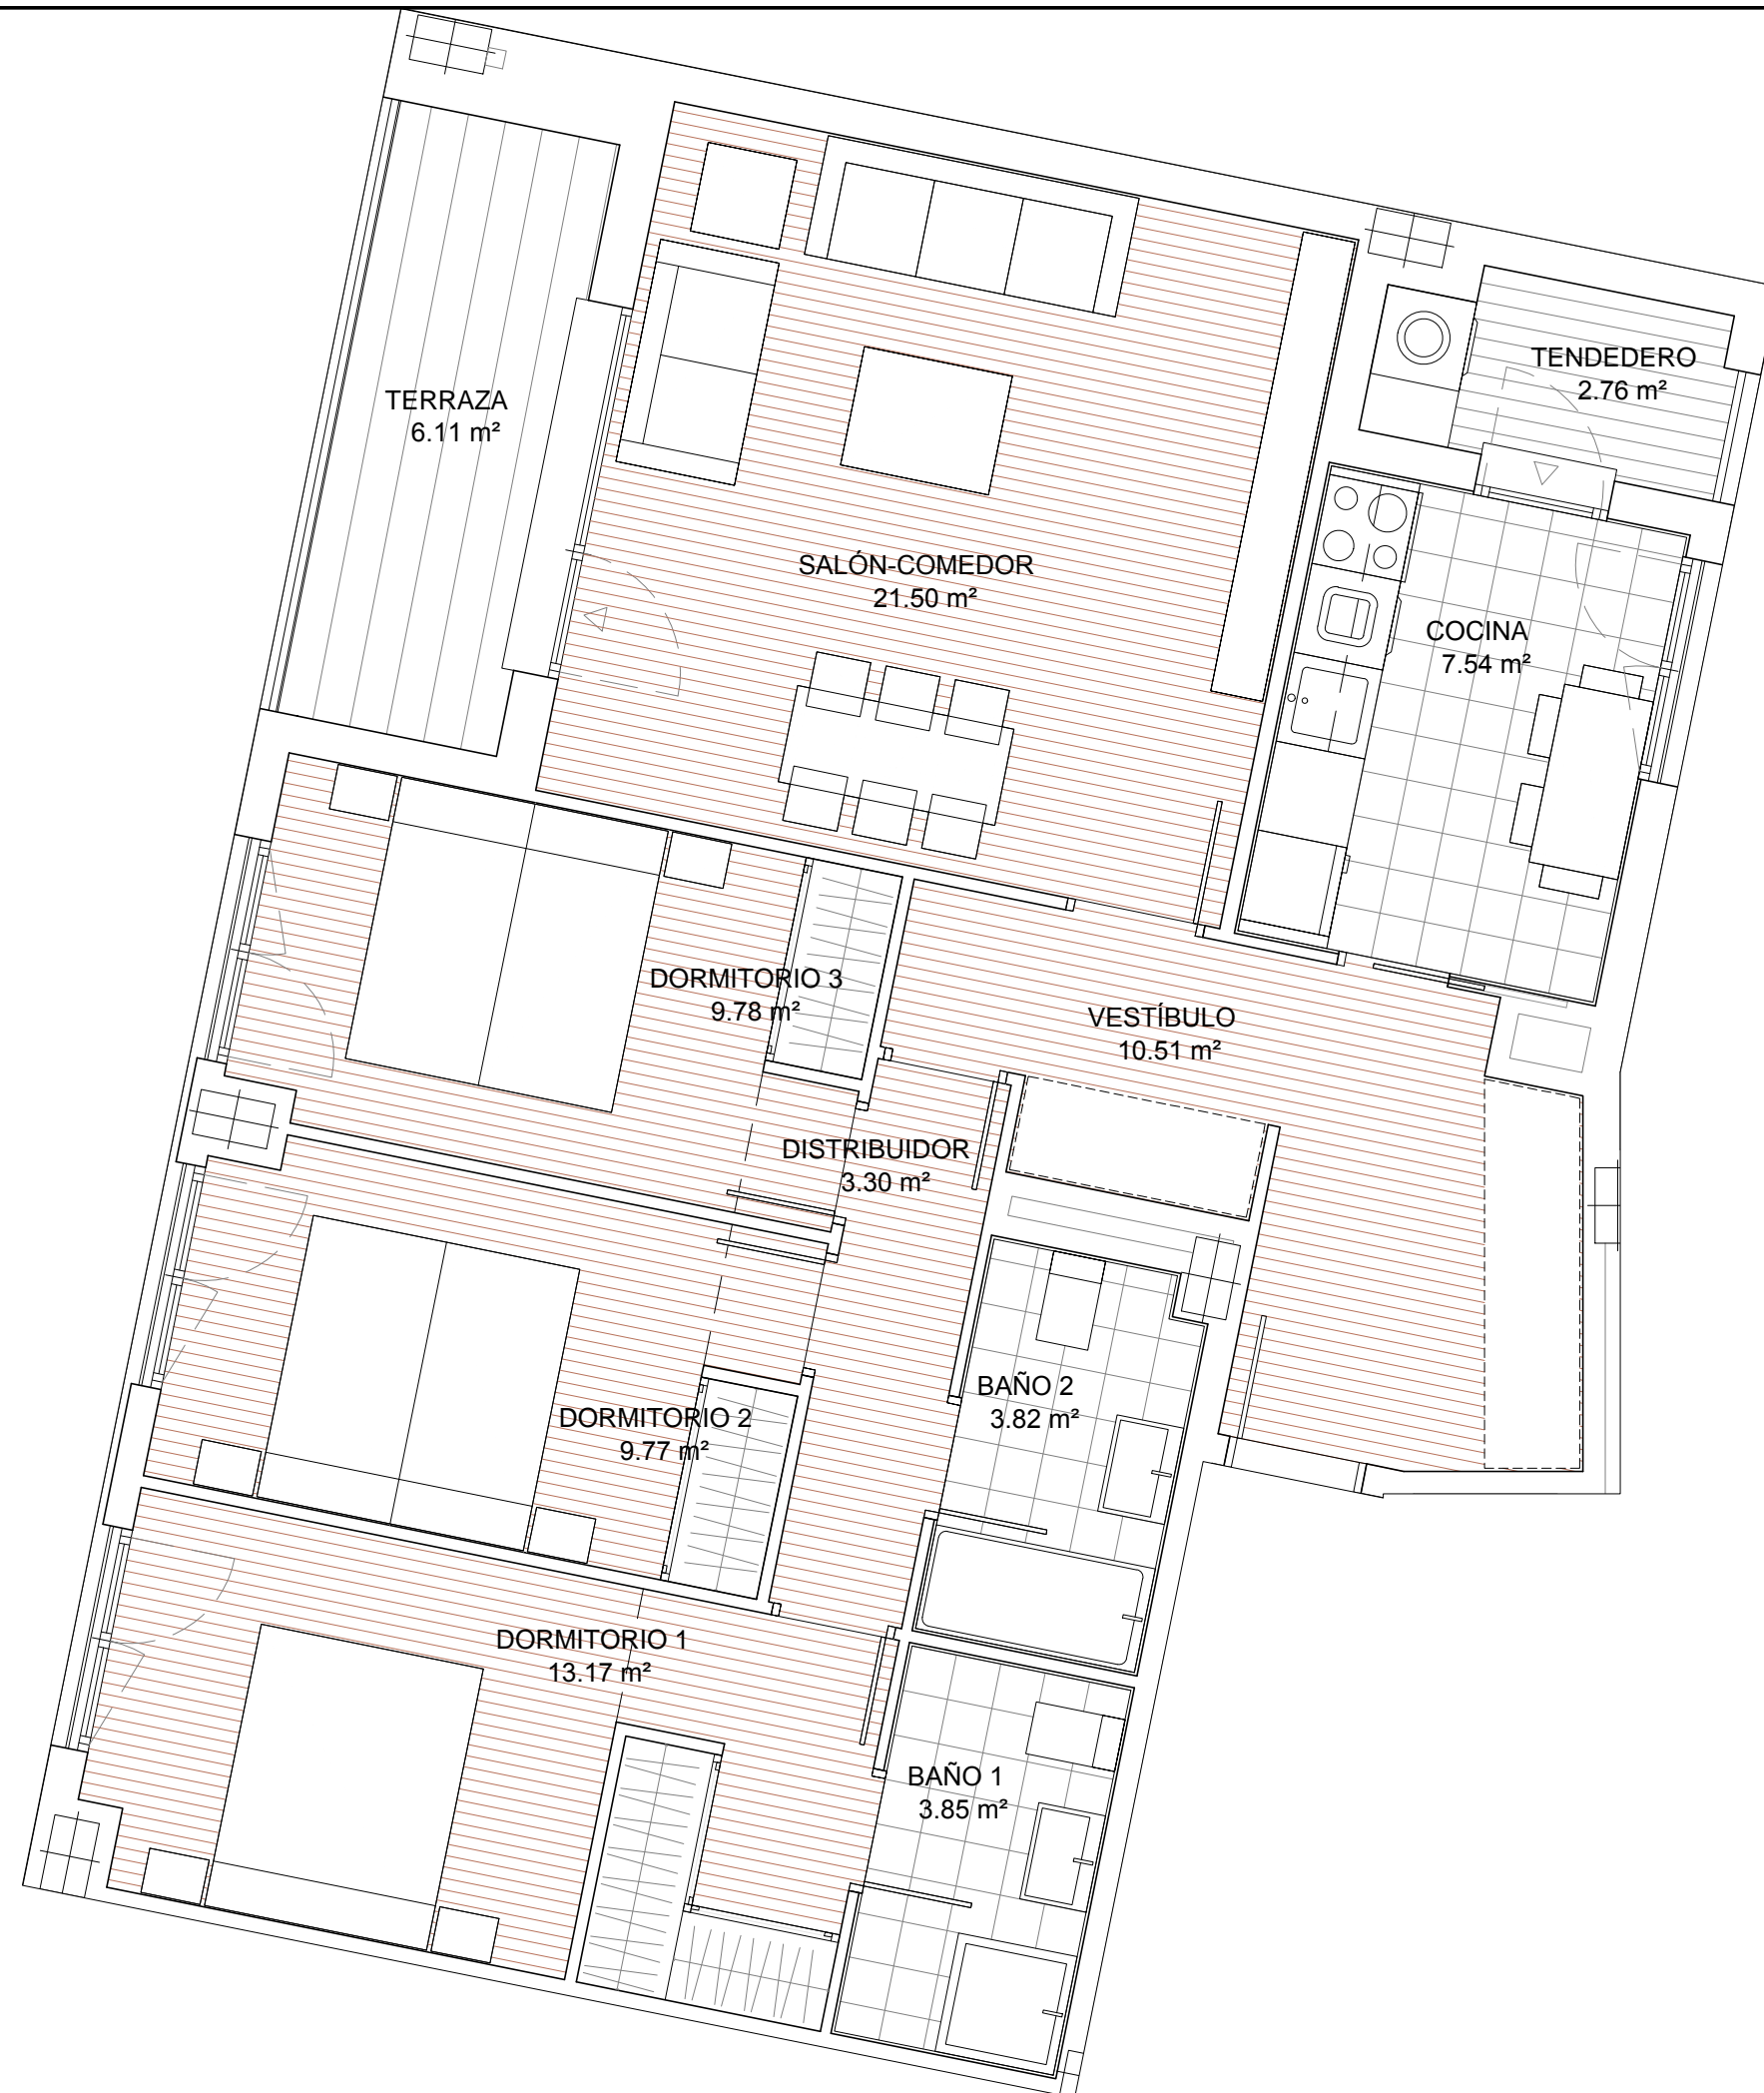 TENDEDERO
2.76 m²
TERRAZA
6.11 m²
SALÓN-COMEDOR
21.50 m²
COCINA
7.54 m²
DORMITORIO 3
9.78 m²
VESTÍBULO
10.51 m²
DISTRIBUIDOR
3.30 m²
BAÑO 2
3.82 m²
DORMITORIO 2
9.77 m²
DORMITORIO 1
13.17 m²
BAÑO 1
3.85 m²